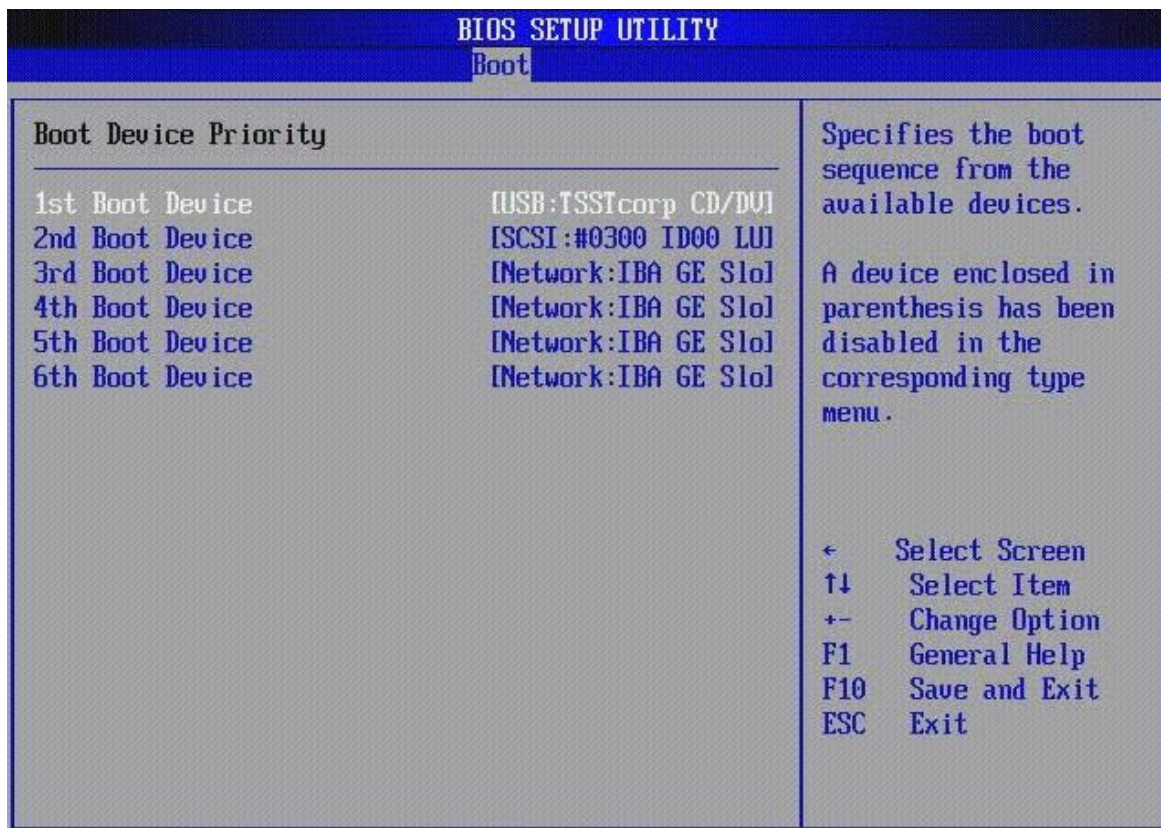 BIOS SETUP UTILITY
Boot
Boot Device Priority
1st Boot Device [USB:TSSTcorp CD/DV]
2nd Boot Device [SCSI:#0300 ID00 LU]
3rd Boot Device [Network:IBA GE Slo]
4th Boot Device [Network:IBA GE Slo]
5th Boot Device [Network:IBA GE Slo]
6th Boot Device [Network:IBA GE Slo]
Specifies the boot
sequence from the
available devices.
A device enclosed in
parenthesis has been
disabled in the
corresponding type
menu.
← Select Screen
↑↓ Select Item
+- Change Option
F1 General Help
F10 Save and Exit
ESC Exit